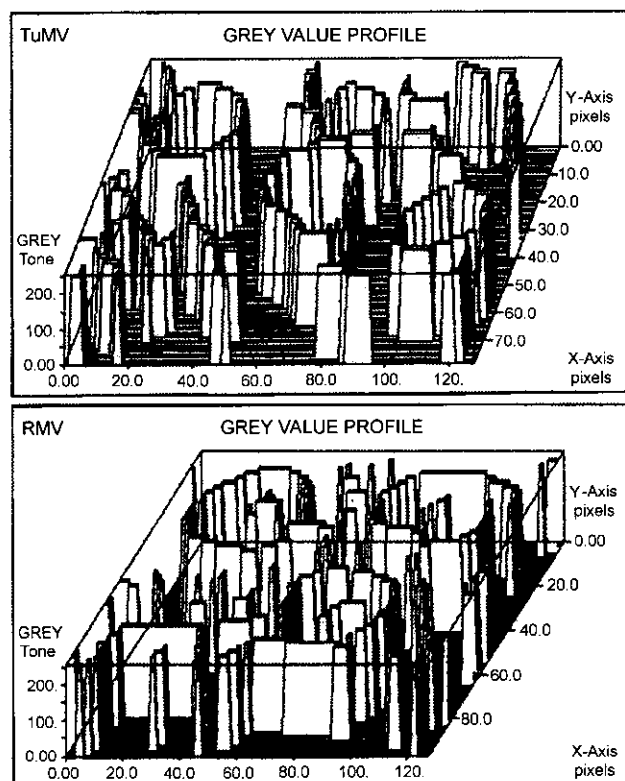 TuMV GREY VALUE PROFILE
Y-Axis
pixels
0.00
10.0
20.0
30.0
40.0
50.0
60.0
70.0
GREY
Tone
200.
100.
0.00
0.00 20.0 40.0 60.0 80.0 100. 120.
X-Axis
pixels
RMV GREY VALUE PROFILE
Y-Axis
pixels
0.00
20.0
40.0
60.0
80.0
GREY
Tone
200.
100.
0.00
0.00 20.0 40.0 60.0 80.0 100. 120.
X-Axis
pixels